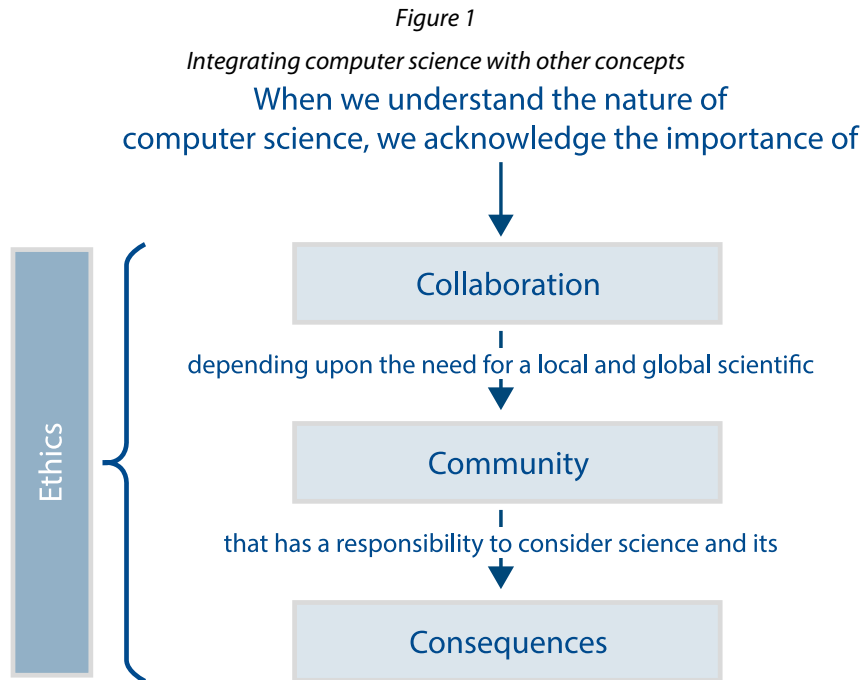 Figure 1
Integrating computer science with other concepts
When we understand the nature of
computer science, we acknowledge the importance of
Collaboration
depending upon the need for a local and global scientific
Community
that has a responsibility to consider science and its
Consequences
Ethics